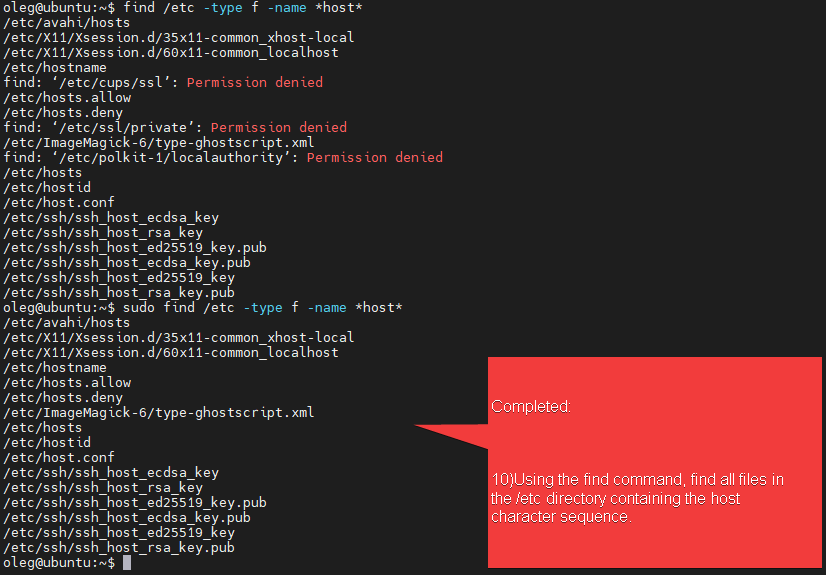 oleg@ubuntu:~$ find /etc -type f -name *host*
/etc/avahi/hosts
/etc/X11/Xsession.d/35x11-common_xhost-local
/etc/X11/Xsession.d/60x11-common_localhost
/etc/hostname
find: ‘/etc/cups/ssl’: Permission denied
/etc/hosts.allow
/etc/hosts.deny
find: ‘/etc/ssl/private’: Permission denied
/etc/ImageMagick-6/type-ghostscript.xml
find: ‘/etc/polkit-1/localauthority’: Permission denied
/etc/hosts
/etc/hostid
/etc/host.conf
/etc/ssh/ssh_host_ecdsa_key
/etc/ssh/ssh_host_rsa_key
/etc/ssh/ssh_host_ed25519_key.pub
/etc/ssh/ssh_host_ecdsa_key.pub
/etc/ssh/ssh_host_ed25519_key
/etc/ssh/ssh_host_rsa_key.pub
oleg@ubuntu:~$ sudo find /etc -type f -name *host*
/etc/avahi/hosts
/etc/X11/Xsession.d/35x11-common_xhost-local
/etc/X11/Xsession.d/60x11-common_localhost
/etc/hostname
/etc/hosts.allow
/etc/hosts.deny
/etc/ImageMagick-6/type-ghostscript.xml
/etc/hosts
/etc/hostid
/etc/host.conf
/etc/ssh/ssh_host_ecdsa_key
/etc/ssh/ssh_host_rsa_key
/etc/ssh/ssh_host_ed25519_key.pub
/etc/ssh/ssh_host_ecdsa_key.pub
/etc/ssh/ssh_host_ed25519_key
/etc/ssh/ssh_host_rsa_key.pub
oleg@ubuntu:~$
Completed:
10)Using the find command, find all files in
the /etc directory containing the host
character sequence.